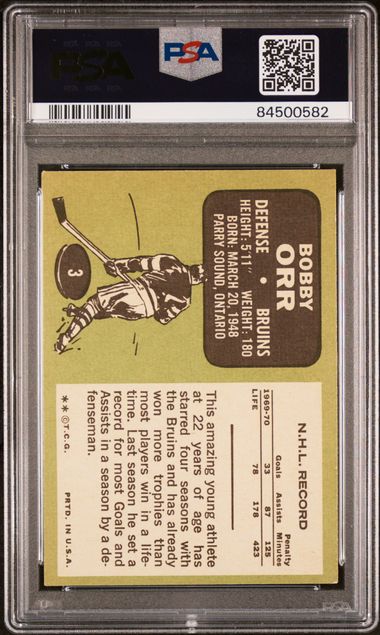 PSA
PSA
84500582
3
BOBBY
ORR
DEFENSE • BRUINS
HEIGHT: 5'11" WEIGHT: 180
BORN: MARCH 20, 1948
PARRY SOUND, ONTARIO
N.H.L. RECORD
Goals Assists Penalty Minutes
1969-70 33 87 125
LIFE 78 178 423
This amazing young athlete
at 22 years of age has
starred four seasons with
the Bruins and has already
won more trophies than
most players win in a life-
time. Last season he set a
record for most Goals and
Assists in a season by a de-
fenseman.
**©T.C.G. PRTD. IN U.S.A.